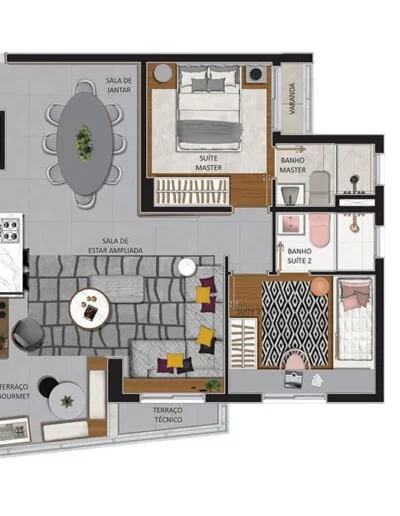 SALA DE
JANTAR
SUÍTE
MASTER
VARANDA
BANHO
MASTER
SALA DE
ESTAR AMPLIADA
BANHO
SUÍTE 2
SUÍTE
TERRAÇO
GOURMET
TERRAÇO
TÉCNICO